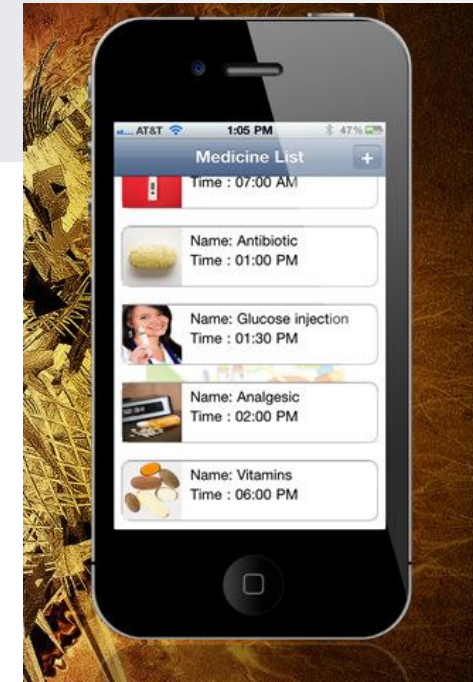 AT&T 1:05 PM 47%
Medicine List +
Time : 07:00 AM
Name: Antibiotic
Time : 01:00 PM
Name: Glucose injection
Time : 01:30 PM
Name: Analgesic
Time : 02:00 PM
Name: Vitamins
Time : 06:00 PM